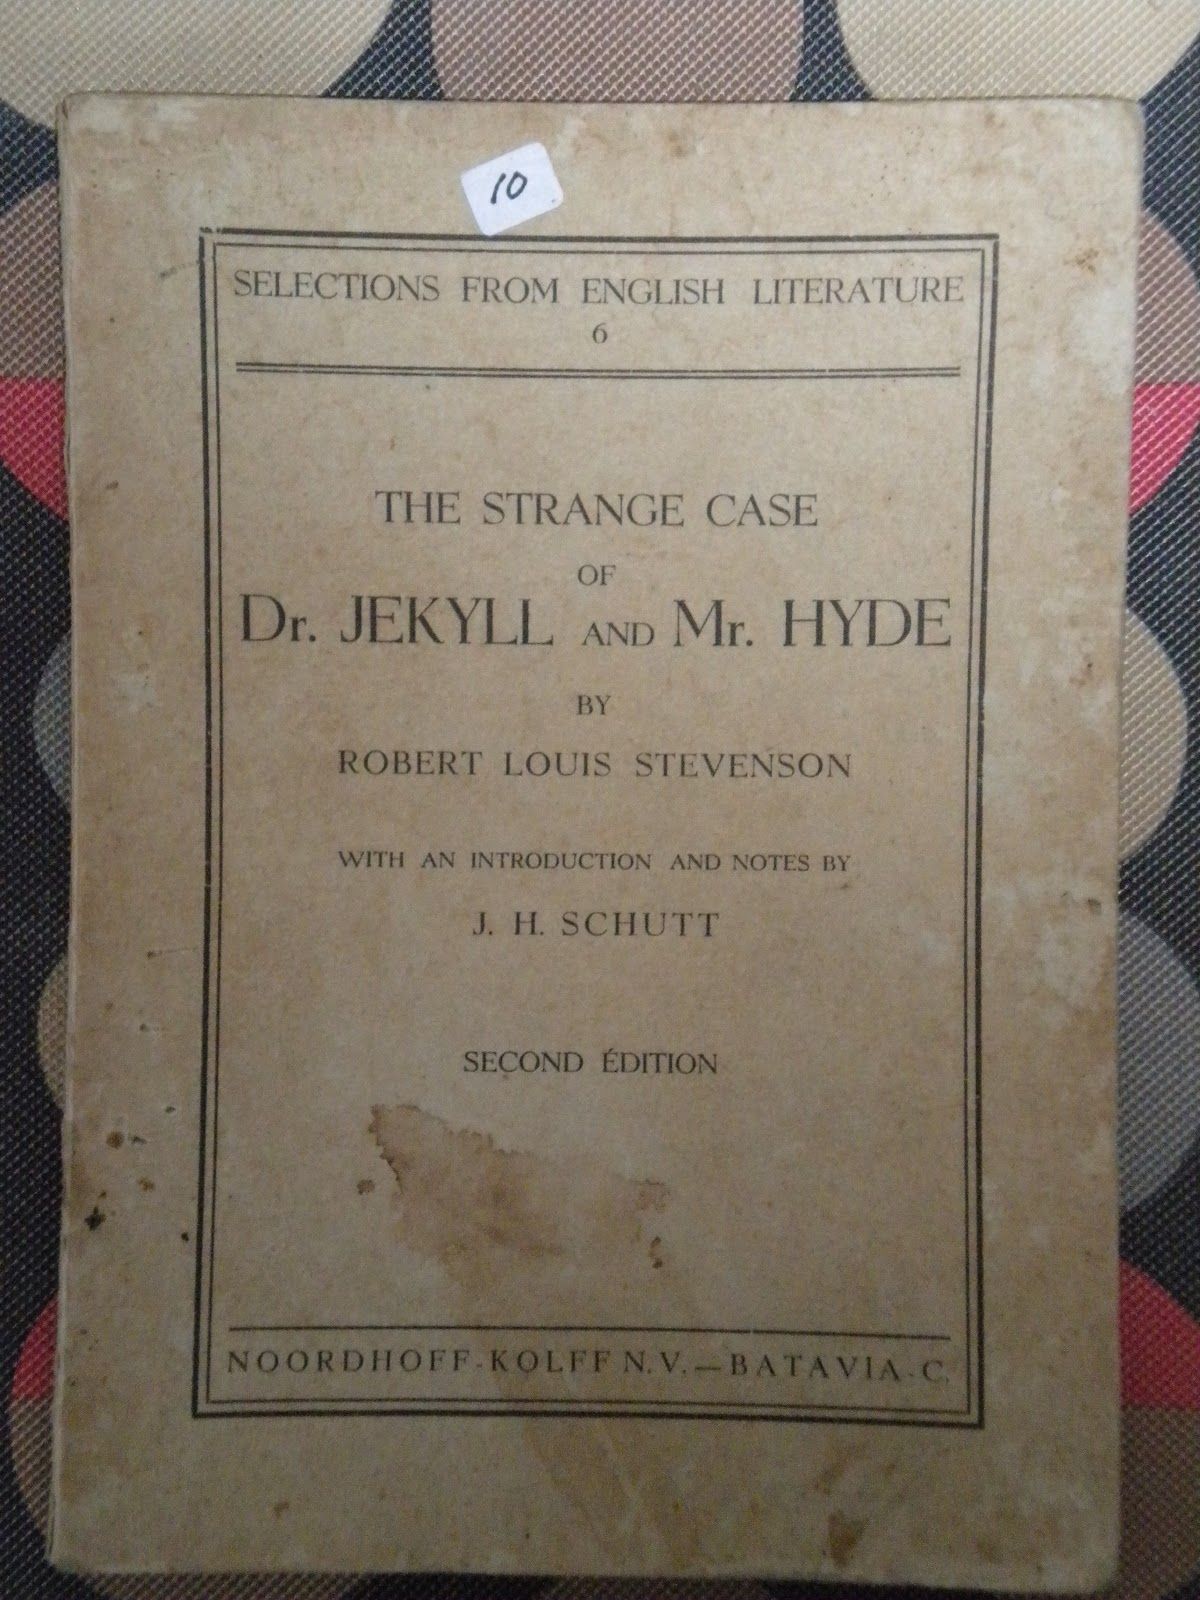 10
SELECTIONS FROM ENGLISH LITERATURE
6
THE STRANGE CASE
OF
Dr. JEKYLL AND Mr. HYDE
BY
ROBERT LOUIS STEVENSON
WITH AN INTRODUCTION AND NOTES BY
J. H. SCHUTT
SECOND ÉDITION
NOORDHOFF-KOLFF N.V.—BATAVIA-C.